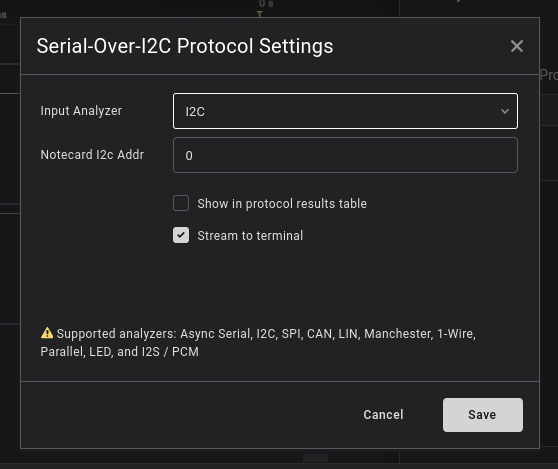 0 s
T
Serial-Over-I2C Protocol Settings
Pro
Input Analyzer
I2C
Notecard I2c Addr
0
Show in protocol results table
Stream to terminal
⚠ Supported analyzers: Async Serial, I2C, SPI, CAN, LIN, Manchester, 1-Wire,
Parallel, LED, and I2S / PCM
Cancel
Save